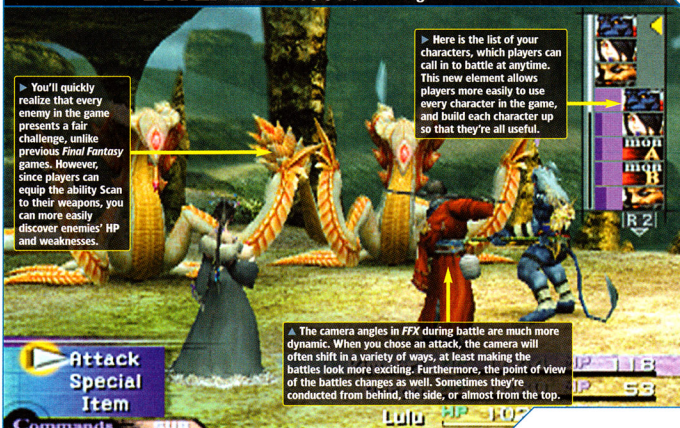 ▶ You'll quickly
realize that every
enemy in the game
presents a fair
challenge, unlike
previous Final Fantasy
games. However,
since players can
equip the ability Scan
to their weapons, you
can more easily
discover enemies' HP
and weaknesses.
▶ Here is the list of your
characters, which players can
call in to battle at anytime.
This new element allows
players more easily to use
every character in the game,
and build each character up
so that they're all useful.
mon
A
mon
B
R2
▲ The camera angles in FFX during battle are much more
dynamic. When you chose an attack, the camera will
often shift in a variety of ways, at least making the
battles look more exciting. Furthermore, the point of view
of the battles changes as well. Sometimes they're
conducted from behind, the side, or almost from the top.
Attack
Special
Item
Commands
HP 118
53
Lulu HP